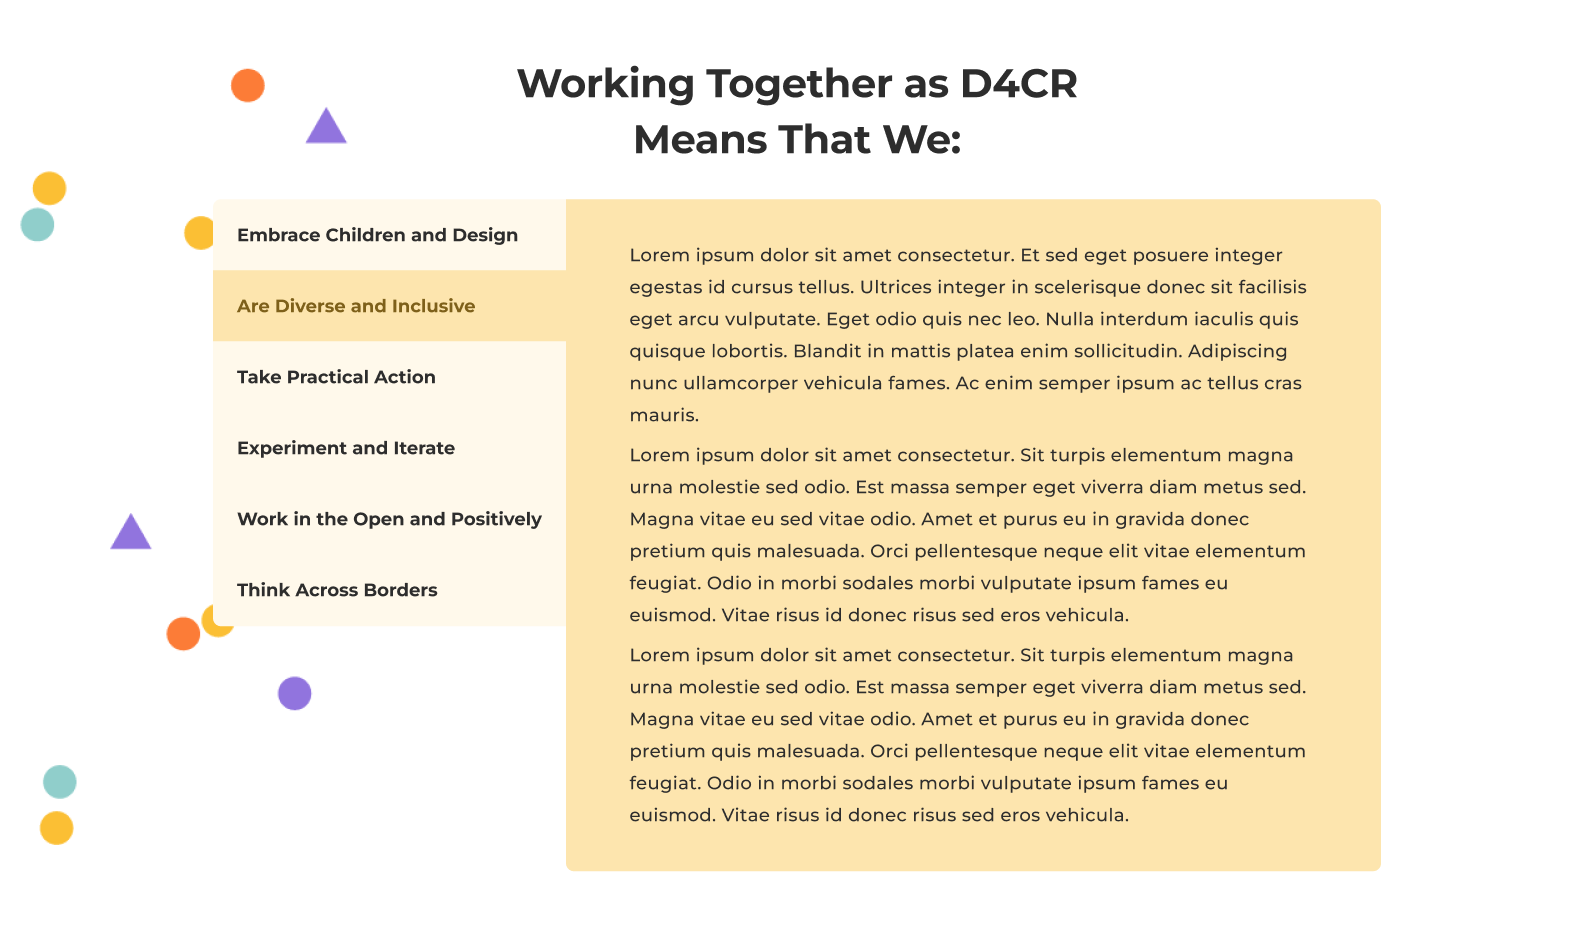 Working Together as D4CR
Means That We:
Embrace Children and Design
Are Diverse and Inclusive
Take Practical Action
Experiment and Iterate
Work in the Open and Positively
Think Across Borders
Lorem ipsum dolor sit amet consectetur. Et sed eget posuere integer
egestas id cursus tellus. Ultrices integer in scelerisque donec sit facilisis
eget arcu vulputate. Eget odio quis nec leo. Nulla interdum iaculis quis
quisque lobortis. Blandit in mattis platea enim sollicitudin. Adipiscing
nunc ullamcorper vehicula fames. Ac enim semper ipsum ac tellus cras
mauris.
Lorem ipsum dolor sit amet consectetur. Sit turpis elementum magna
urna molestie sed odio. Est massa semper eget viverra diam metus sed.
Magna vitae eu sed vitae odio. Amet et purus eu in gravida donec
pretium quis malesuada. Orci pellentesque neque elit vitae elementum
feugiat. Odio in morbi sodales morbi vulputate ipsum fames eu
euismod. Vitae risus id donec risus sed eros vehicula.
Lorem ipsum dolor sit amet consectetur. Sit turpis elementum magna
urna molestie sed odio. Est massa semper eget viverra diam metus sed.
Magna vitae eu sed vitae odio. Amet et purus eu in gravida donec
pretium quis malesuada. Orci pellentesque neque elit vitae elementum
feugiat. Odio in morbi sodales morbi vulputate ipsum fames eu
euismod. Vitae risus id donec risus sed eros vehicula.